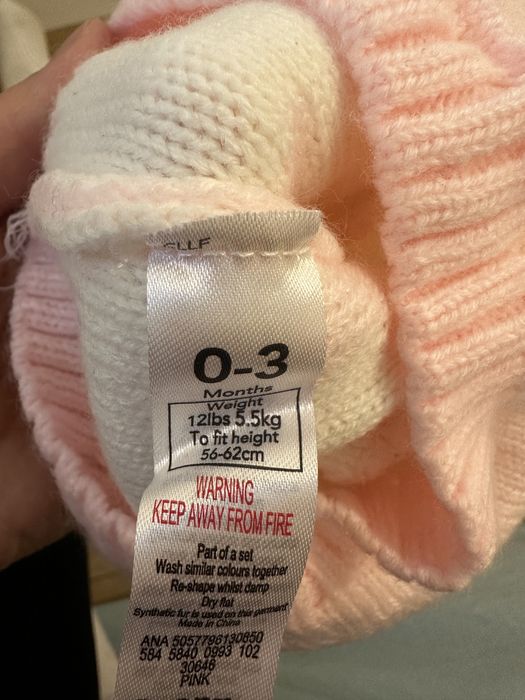 0-3
Months
Weight
12lbs 5.5kg
To fit height
56-62cm
WARNING
KEEP AWAY FROM FIRE
Part of a set
Wash similar colours together
Re-shape whilst damp
Dry flat
Synthetic fur is used on this garment
Made in China
ANA 5057796130850
584 5840 0993 102
30646
PINK